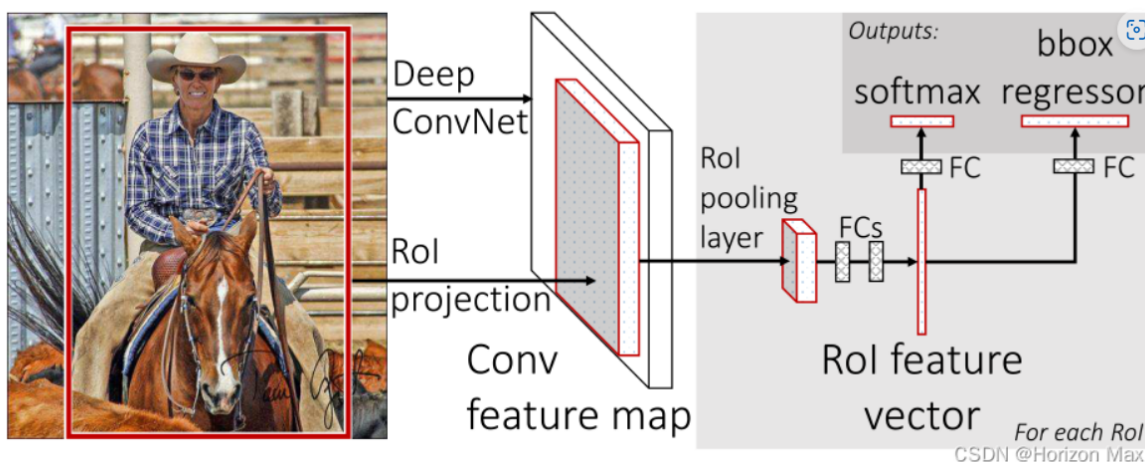 Deep
ConvNet
RoI
projection
Conv
feature map
RoI
pooling
layer
FCs
RoI feature
vector
Outputs:
softmax
bbox
regressor
FC
FC
For each RoI
CSDN @Horizon Max